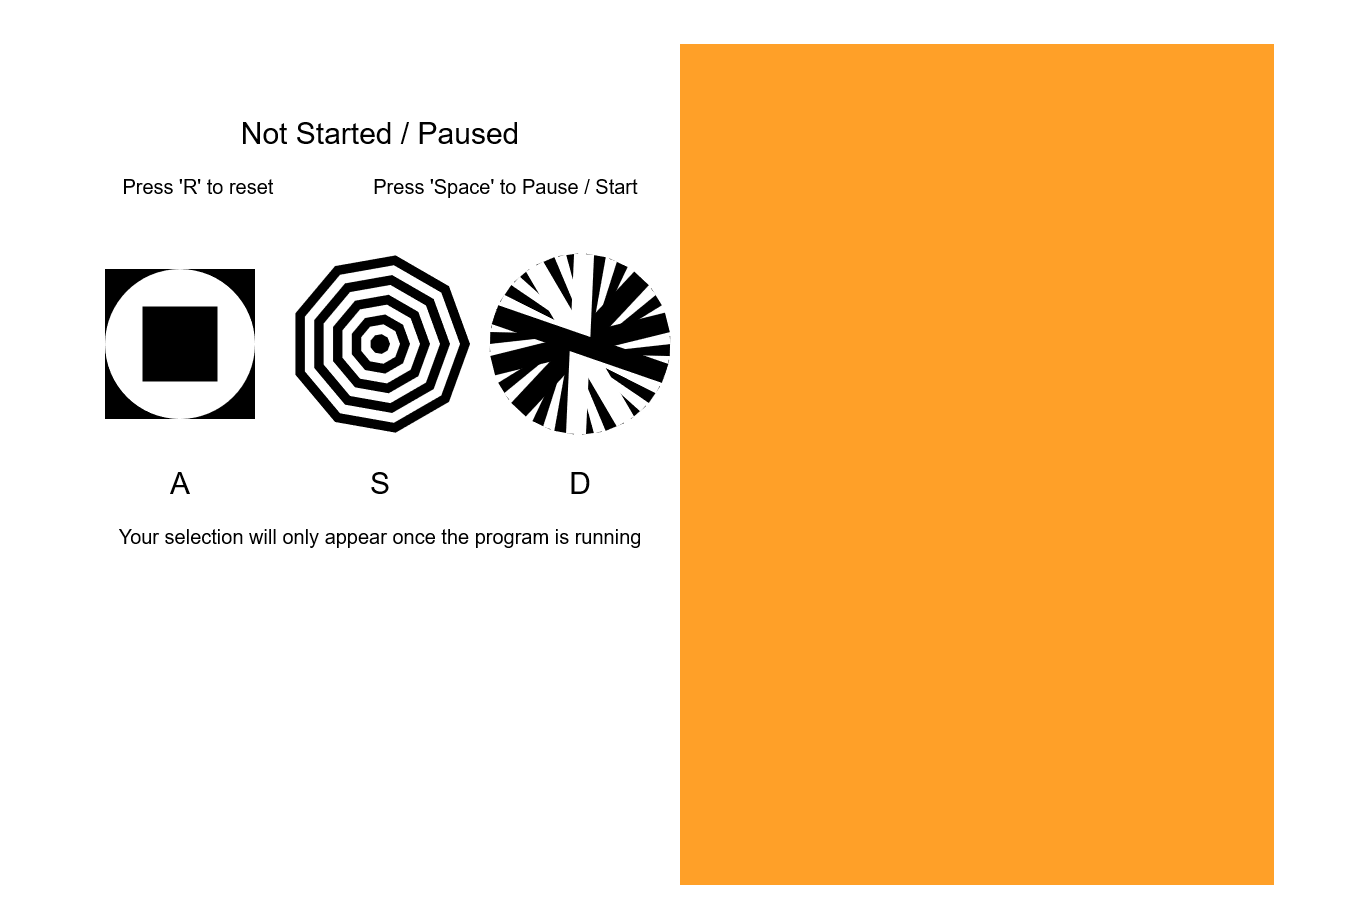 Not Started / Paused
Press 'R' to reset
Press 'Space' to Pause / Start
A
S
D
Your selection will only appear once the program is running